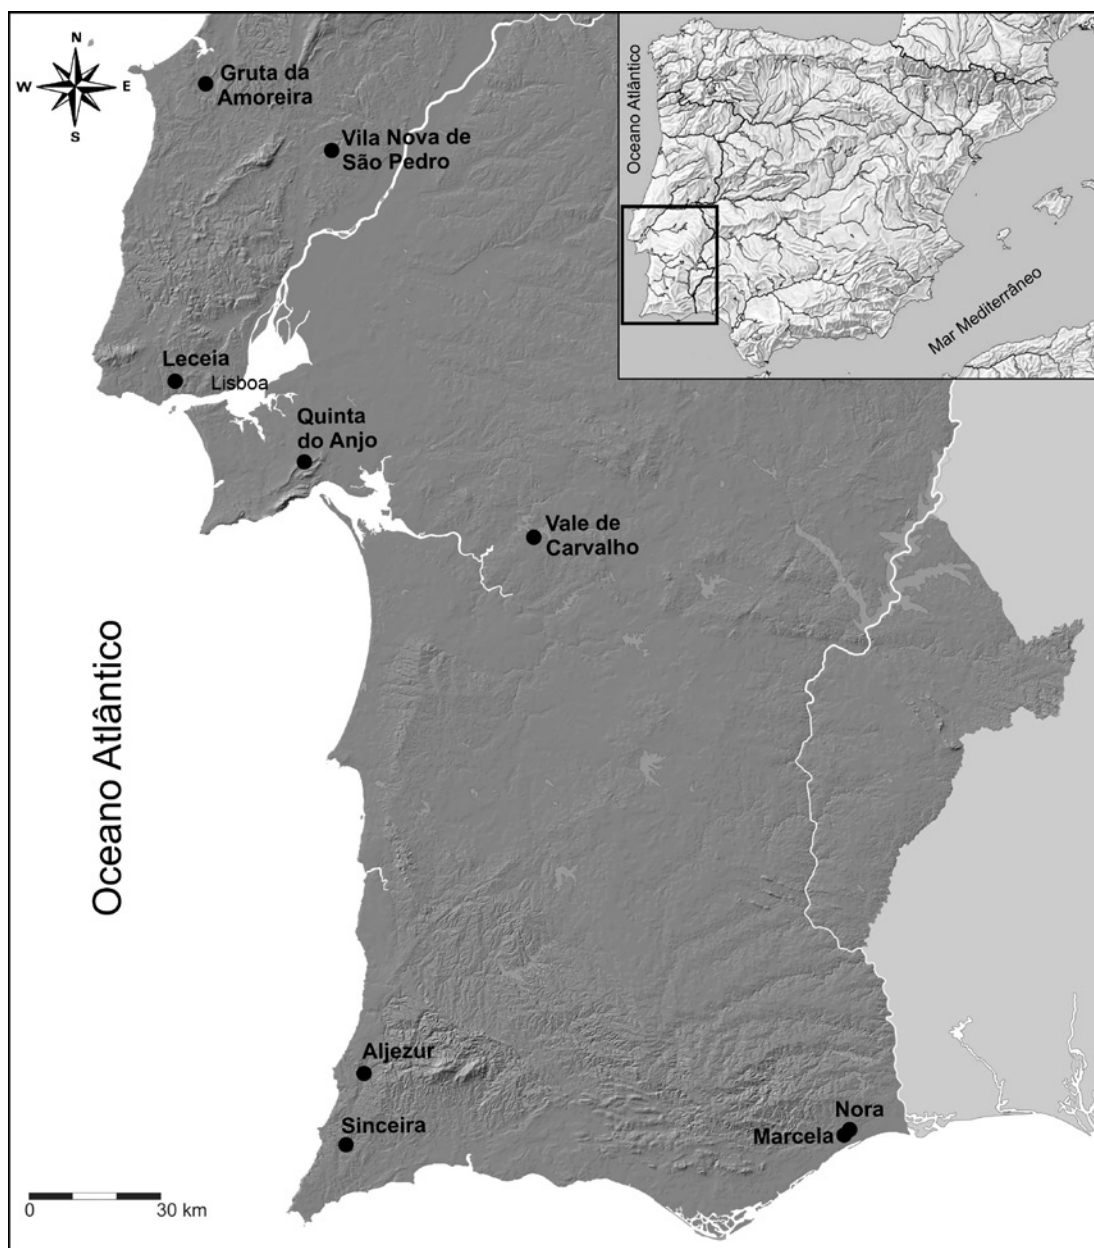 N
W
E
S
Gruta da
Amoreira
Vila Nova de
São Pedro
Oceano Atlântico
Mar Mediterrâneo
Leceia
Lisboa
Quinta
do Anjo
Vale de
Carvalho
Oceano Atlântico
Aljezur
Sinceira
Nora
Marcela
0
30 km